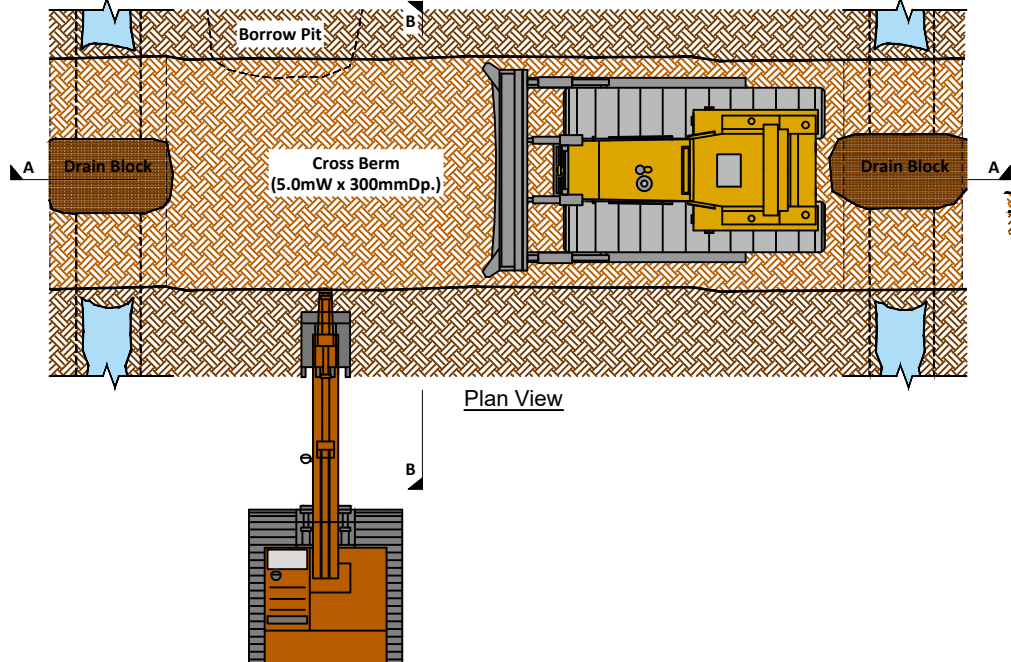 B
Borrow Pit
A
Drain Block
Cross Berm
(5.0mW x 300mmDp.)
Drain Block
A
Plan View
B